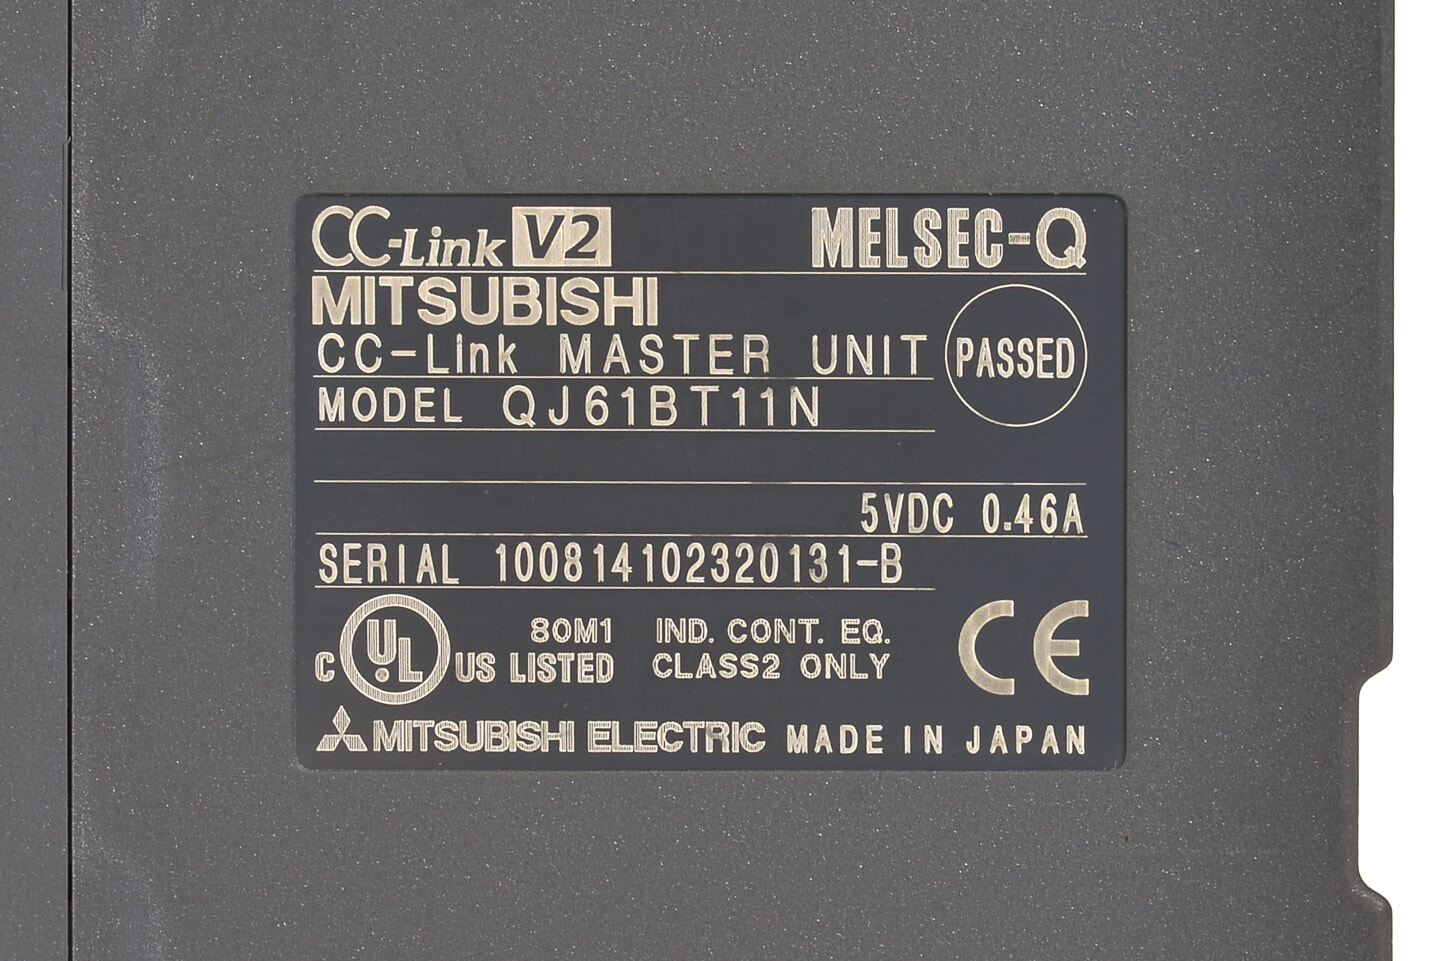 CC-Link V2 MELSEC-Q
MITSUBISHI
CC-Link MASTER UNIT
PASSED
MODEL QJ61BT11N
5VDC 0.46A
SERIAL 100814102320131-B
C UL US LISTED
80M1 IND. CONT. EQ.
CLASS2 ONLY
CE
MITSUBISHI ELECTRIC MADE IN JAPAN